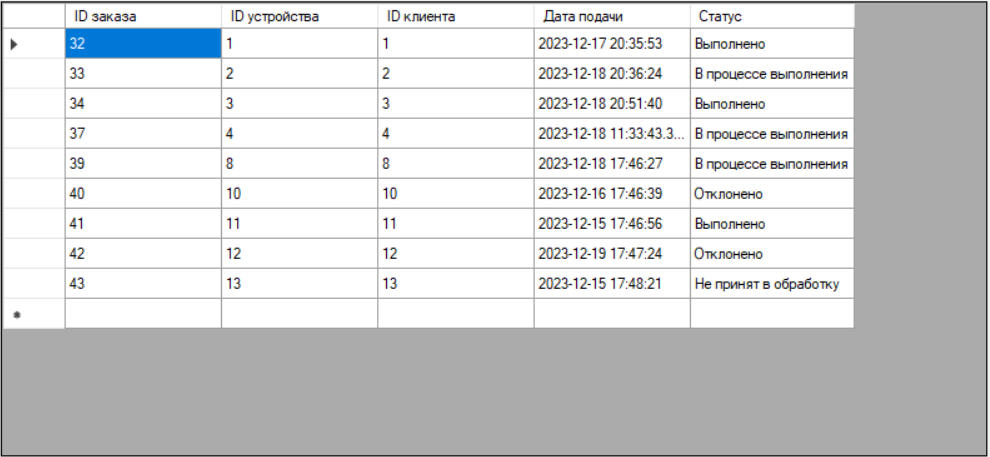 ID заказа ID устройства ID клиента Дата подачи Статус
32 1 1 2023-12-17 20:35:53 Выполнено
33 2 2 2023-12-18 20:36:24 В процессе выполнения
34 3 3 2023-12-18 20:51:40 Выполнено
37 4 4 2023-12-18 11:33:43.3... В процессе выполнения
39 8 8 2023-12-18 17:46:27 В процессе выполнения
40 10 10 2023-12-16 17:46:39 Отклонено
41 11 11 2023-12-15 17:46:56 Выполнено
42 12 12 2023-12-19 17:47:24 Отклонено
43 13 13 2023-12-15 17:48:21 Не принят в обработку